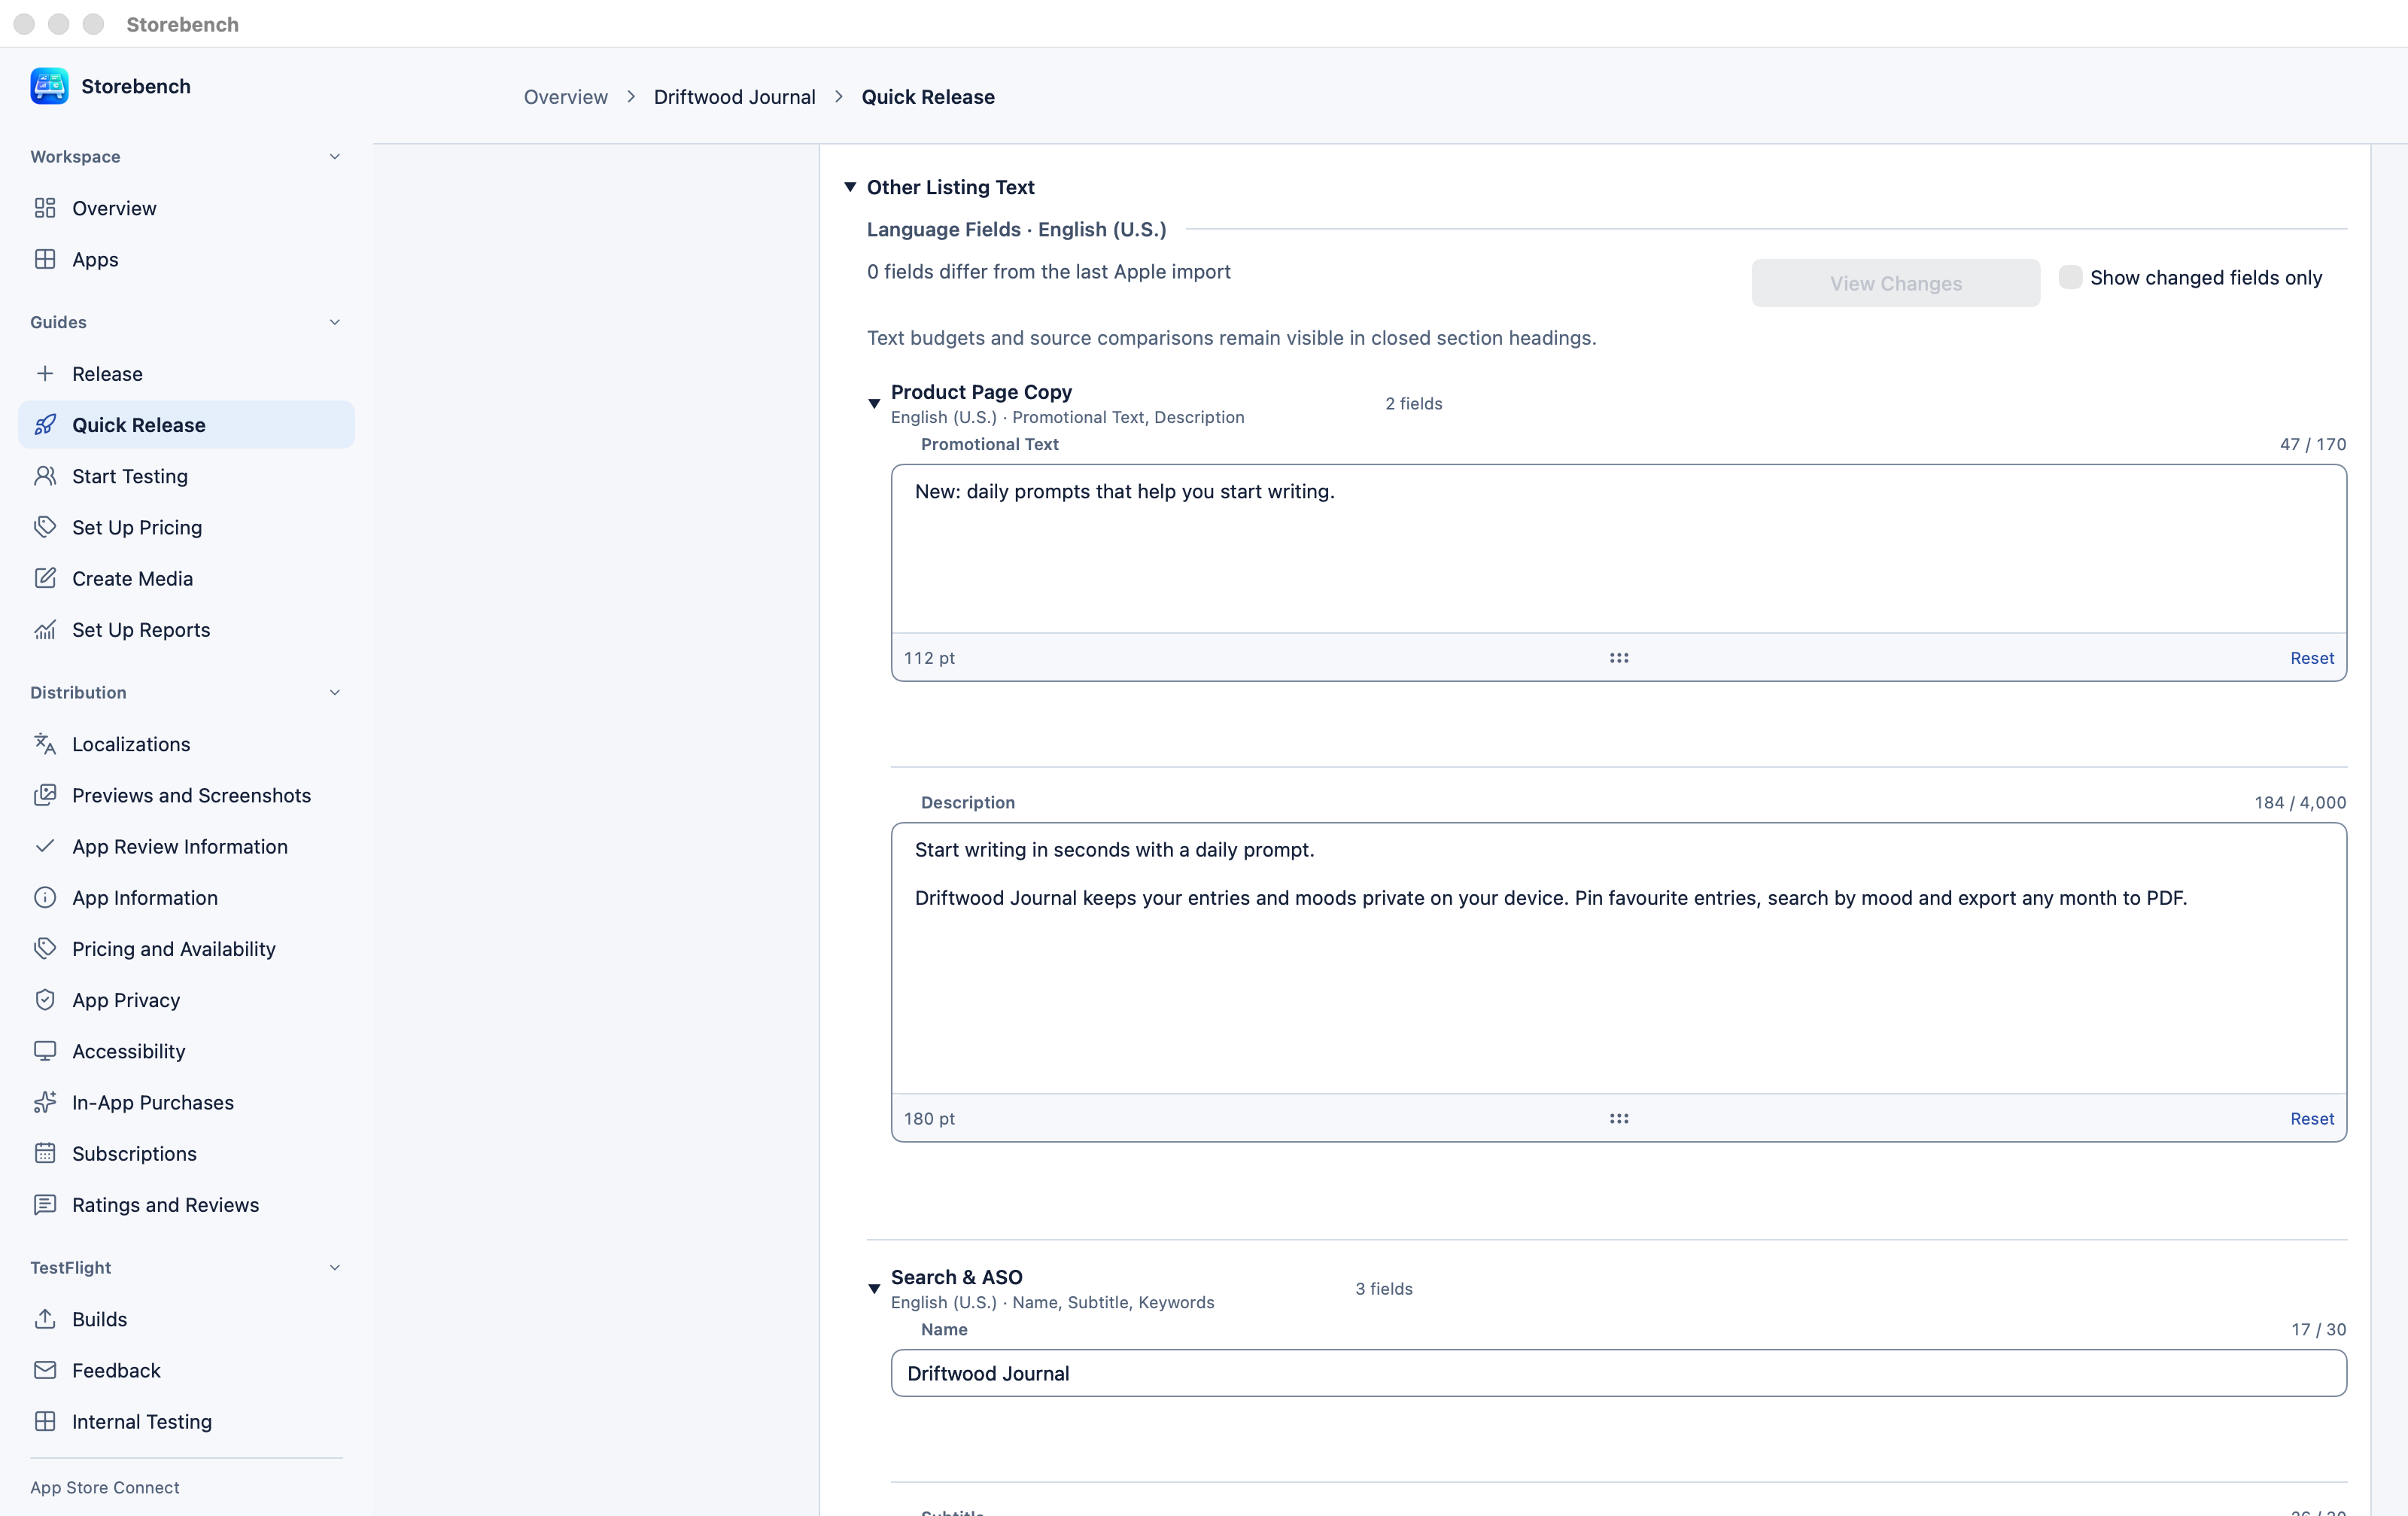 Storebench
Storebench
Overview > Driftwood Journal > Quick Release
Workspace
Overview
Apps
Guides
Release
Quick Release
Start Testing
Set Up Pricing
Create Media
Set Up Reports
Distribution
Localizations
Previews and Screenshots
App Review Information
App Information
Pricing and Availability
App Privacy
Accessibility
In-App Purchases
Subscriptions
Ratings and Reviews
TestFlight
Builds
Feedback
Internal Testing
App Store Connect
Other Listing Text
Language Fields · English (U.S.)
0 fields differ from the last Apple import
View Changes
Show changed fields only
Text budgets and source comparisons remain visible in closed section headings.
Product Page Copy
English (U.S.) · Promotional Text, Description
2 fields
Promotional Text
47 / 170
New: daily prompts that help you start writing.
112 pt
Reset
Description
184 / 4,000
Start writing in seconds with a daily prompt.
Driftwood Journal keeps your entries and moods private on your device. Pin favourite entries, search by mood and export any month to PDF.
180 pt
Reset
Search & ASO
English (U.S.) · Name, Subtitle, Keywords
3 fields
Name
17 / 30
Driftwood Journal
Subtitle